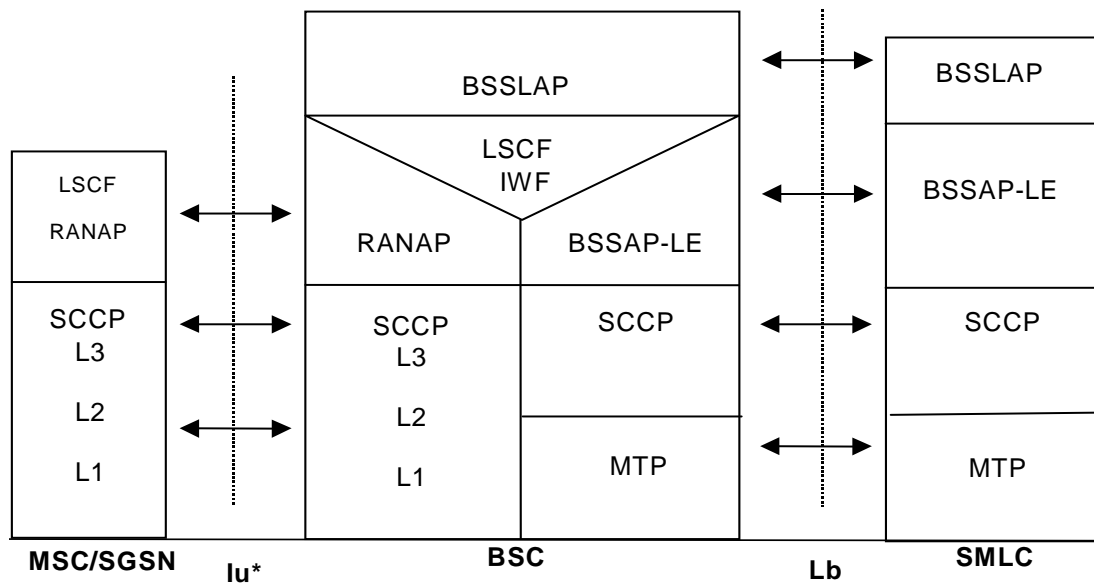 LSCF
RANAP
SCCP
L3
L2
L1
MSC/SGSN
Iu*
BSSLAP
LSCF
IWF
RANAP
BSSAP-LE
SCCP
L3
L2
L1
SCCP
MTP
BSC
Lb
BSSLAP
BSSAP-LE
SCCP
MTP
SMLC